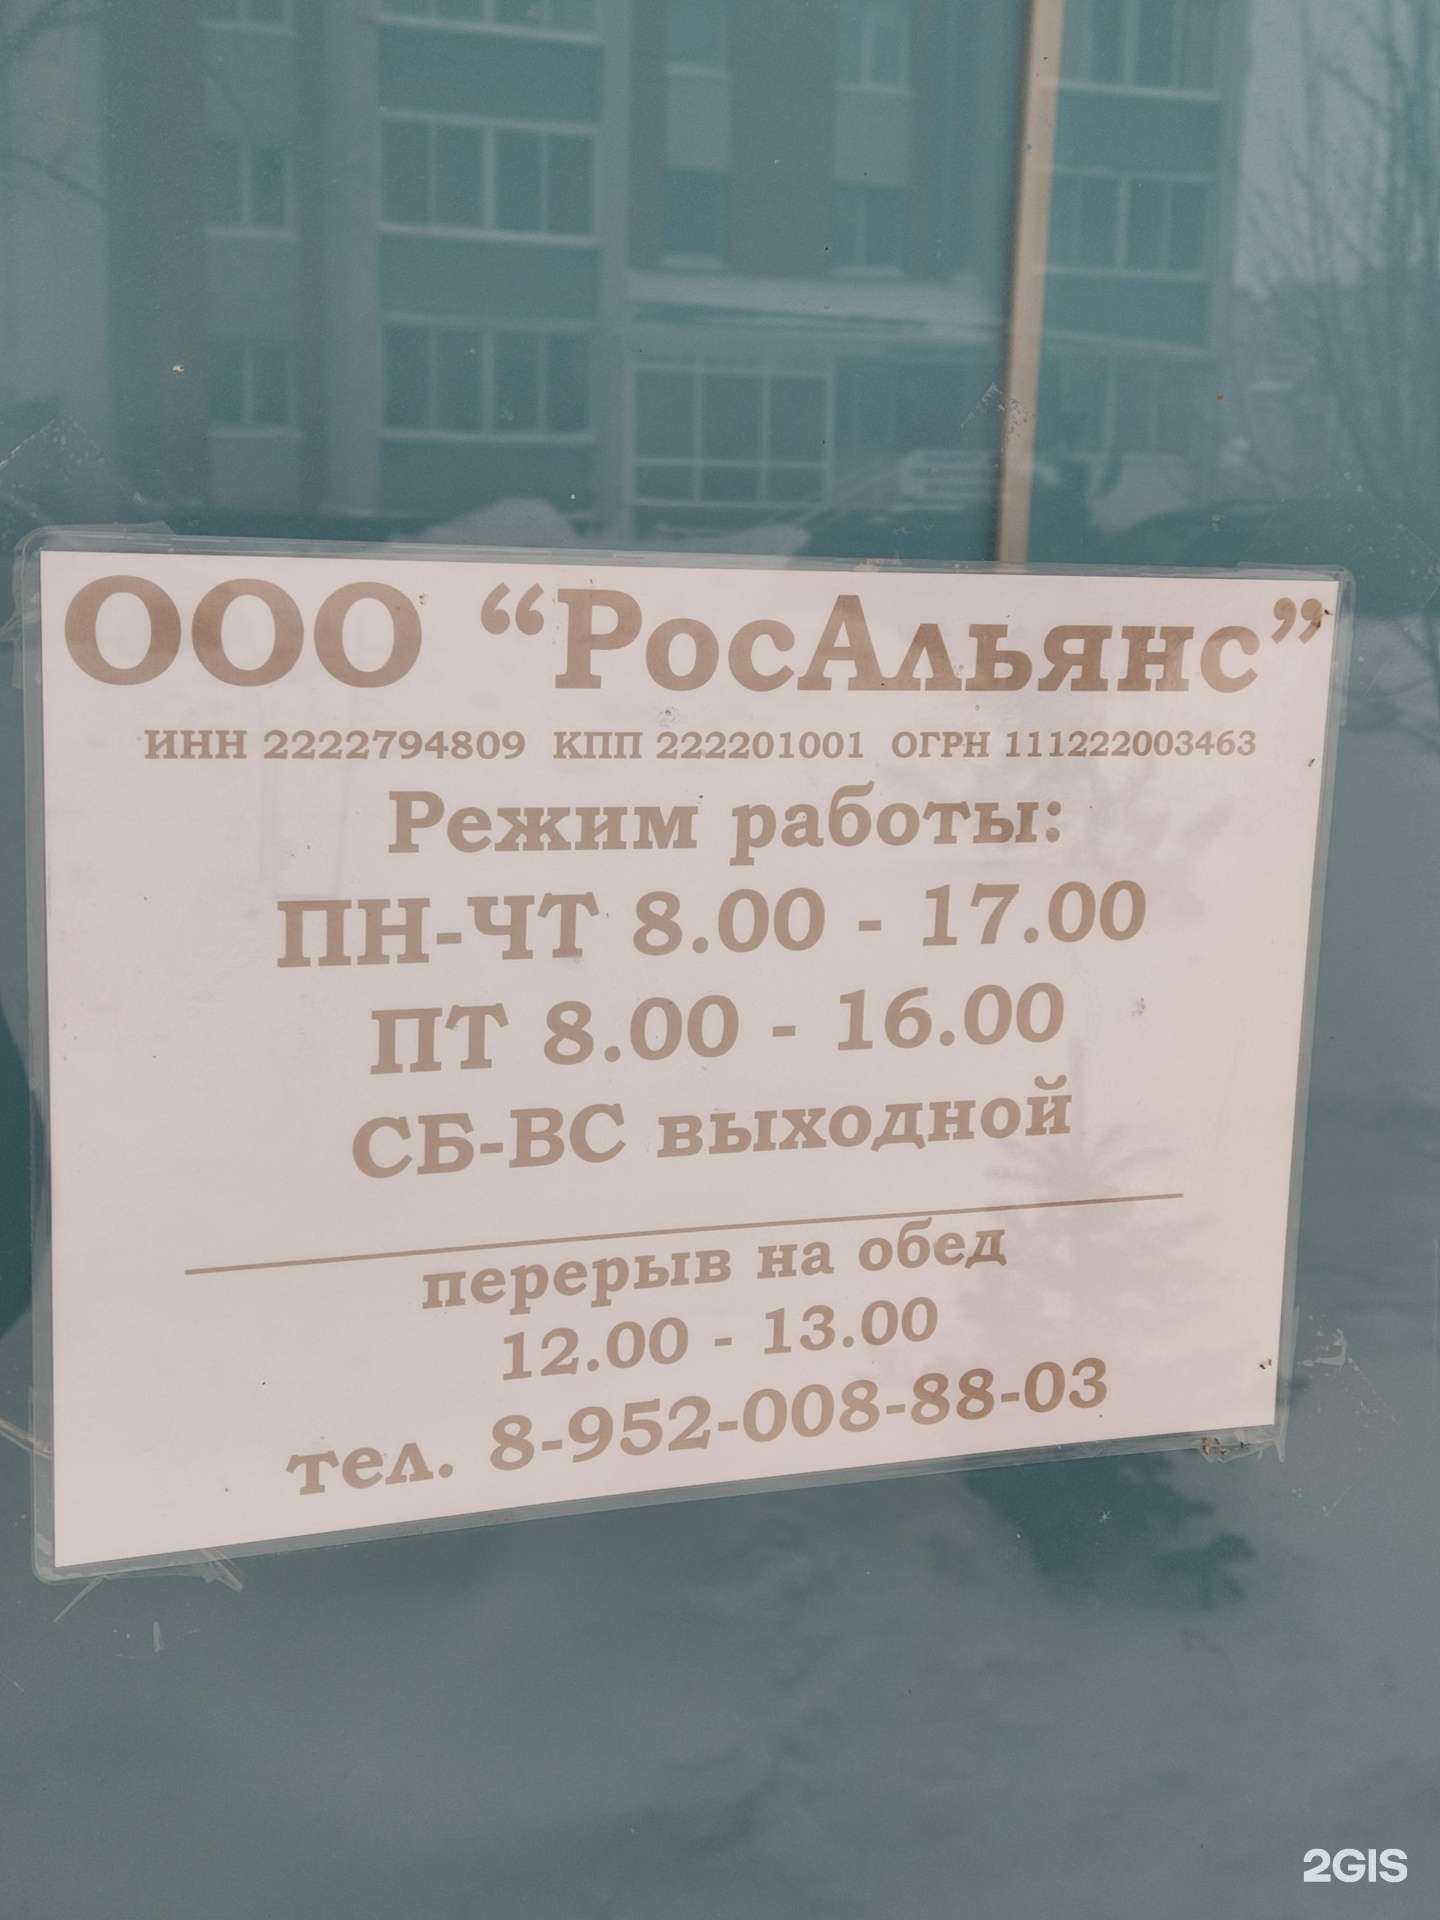 ООО “РосАльянс”
ИНН 2222794809 КПП 222201001 ОГРН 111222003463
Режим работы:
ПН-ЧТ 8.00 - 17.00
ПТ 8.00 - 16.00
СБ-ВС выходной
перерыв на обед
12.00 - 13.00
тел. 8-952-008-88-03
2GIS